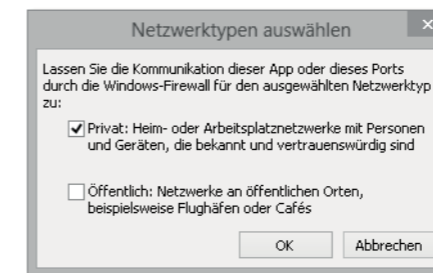 Netzwerktypen auswählen
Lassen Sie die Kommunikation dieser App oder dieses Ports
durch die Windows-Firewall für den ausgewählten Netzwerktyp
zu:
Privat: Heim- oder Arbeitsplatznetzwerke mit Personen
und Geräten, die bekannt und vertrauenswürdig sind
Öffentlich: Netzwerke an öffentlichen Orten,
beispielsweise Flughäfen oder Cafés
OK Abbrechen